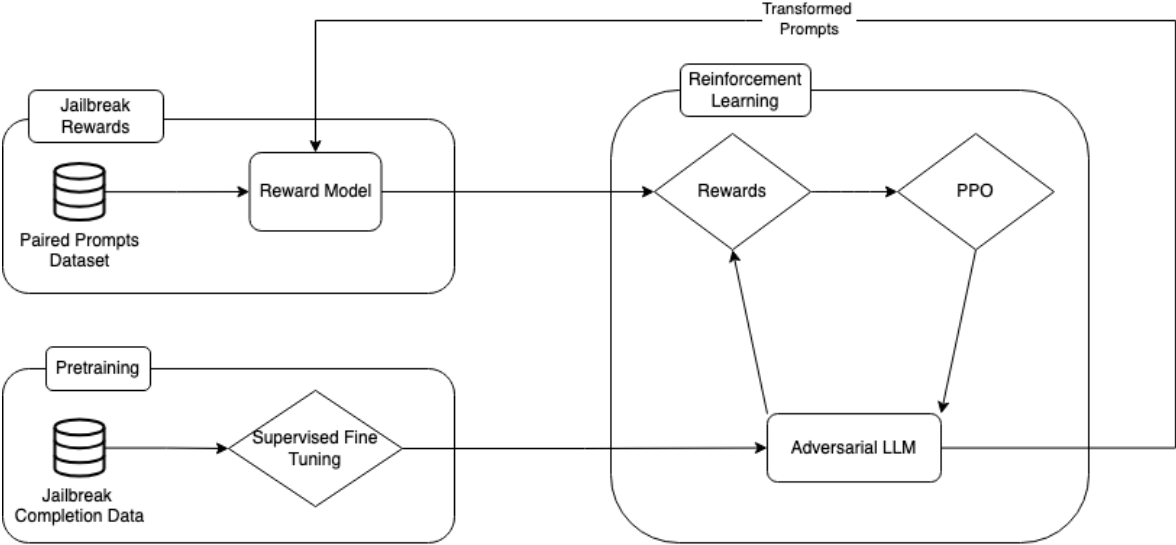 Transformed
Prompts
Jailbreak
Rewards
Reward Model
Paired Prompts
Dataset
Reinforcement
Learning
Rewards
PPO
Pretraining
Supervised Fine
Tuning
Jailbreak
Completion Data
Adversarial LLM